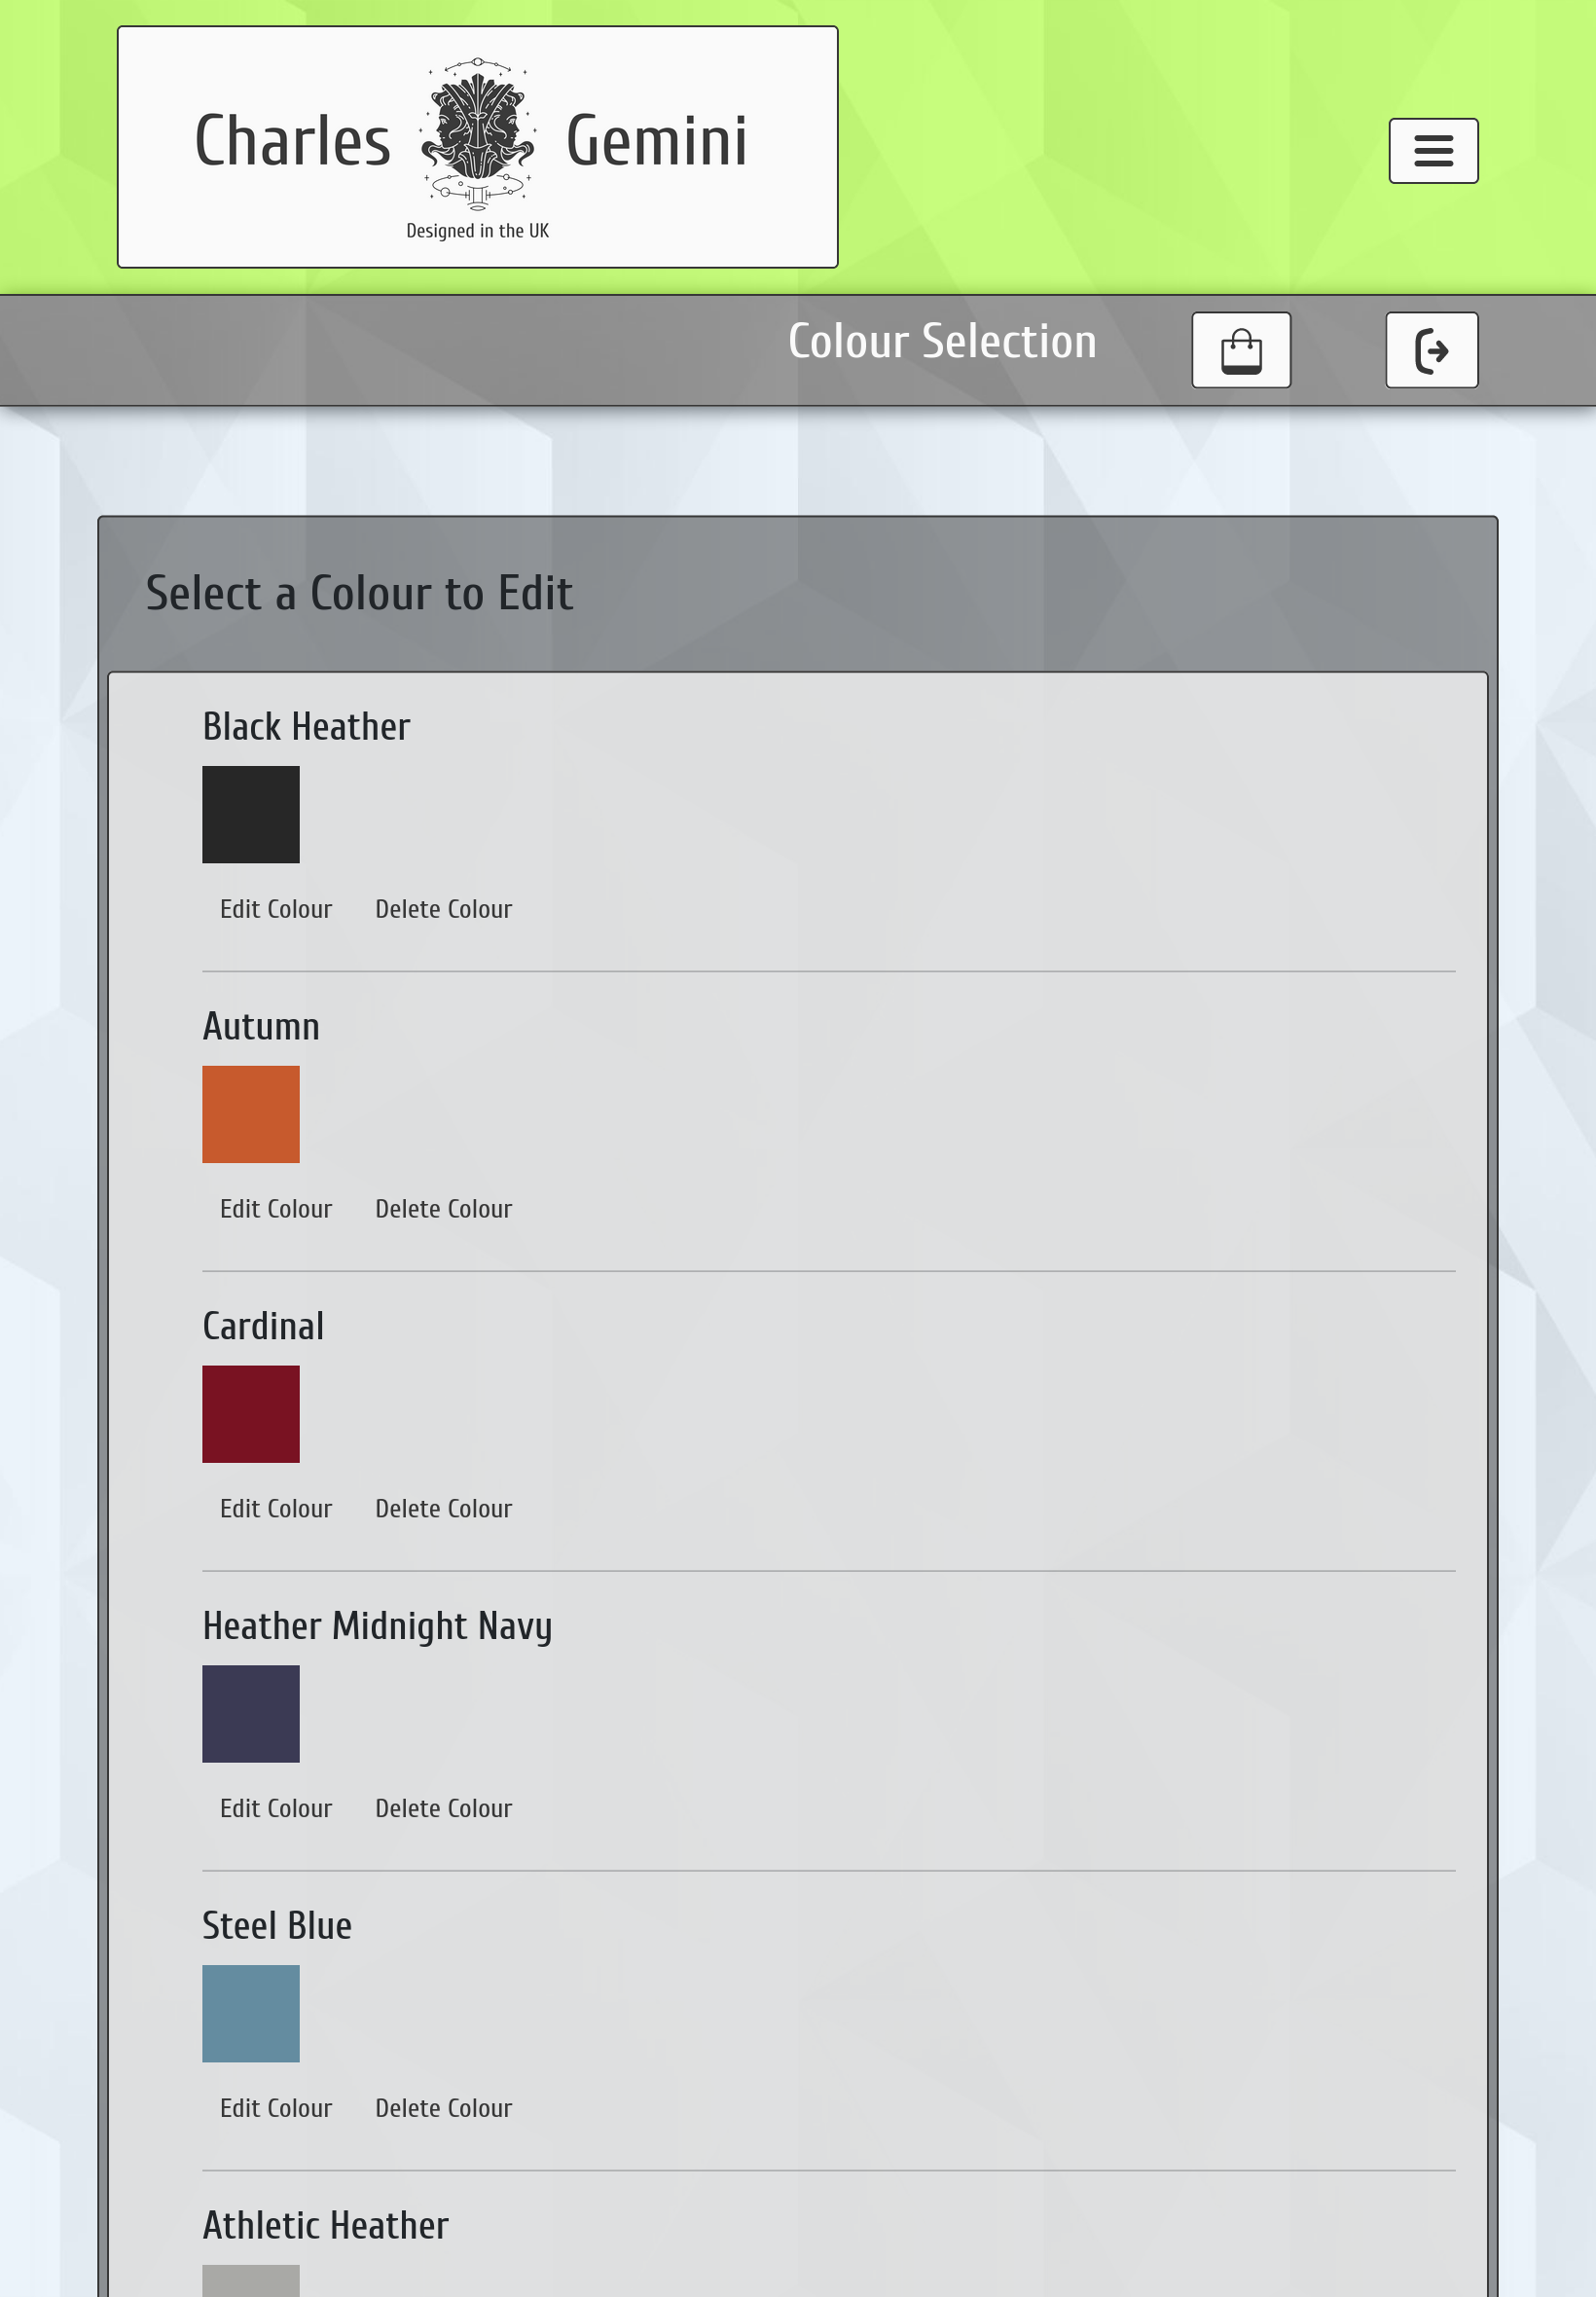 Charles Gemini
Designed in the UK
Colour Selection
Select a Colour to Edit
Black Heather
Edit Colour Delete Colour
Autumn
Edit Colour Delete Colour
Cardinal
Edit Colour Delete Colour
Heather Midnight Navy
Edit Colour Delete Colour
Steel Blue
Edit Colour Delete Colour
Athletic Heather